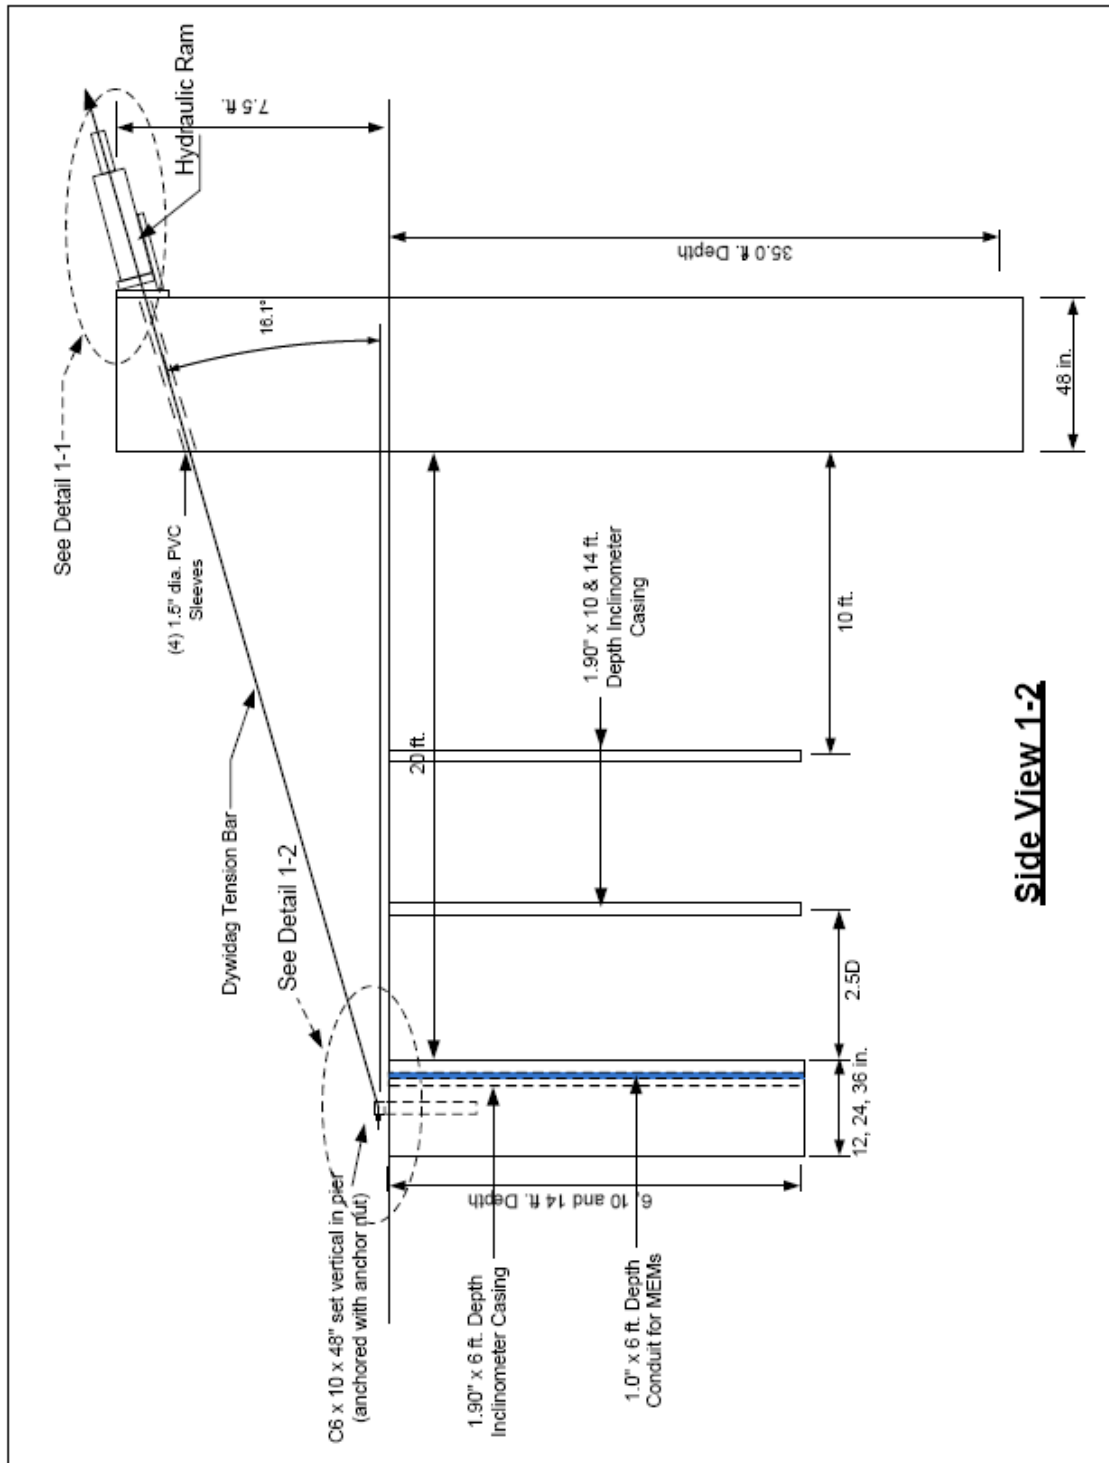 See Detail 1-1
Hydraulic Ram
7.5 ft.
16.1°
35.0 ft. Depth
48 in.
(4) 1.5" dia. PVC
Sleeves
Dywidag Tension Bar
See Detail 1-2
20 ft.
1.90" x 10 & 14 ft.
Depth Inclinometer
Casing
10 ft.
2.5D
12, 24, 36 in.
C6 x 10 x 48" set vertical in pier
(anchored with anchor nut)
6, 10 and 14 ft. Depth
1.90" x 6 ft. Depth
Inclinometer Casing
1.0" x 6 ft. Depth
Conduit for MEMs
Side View 1-2